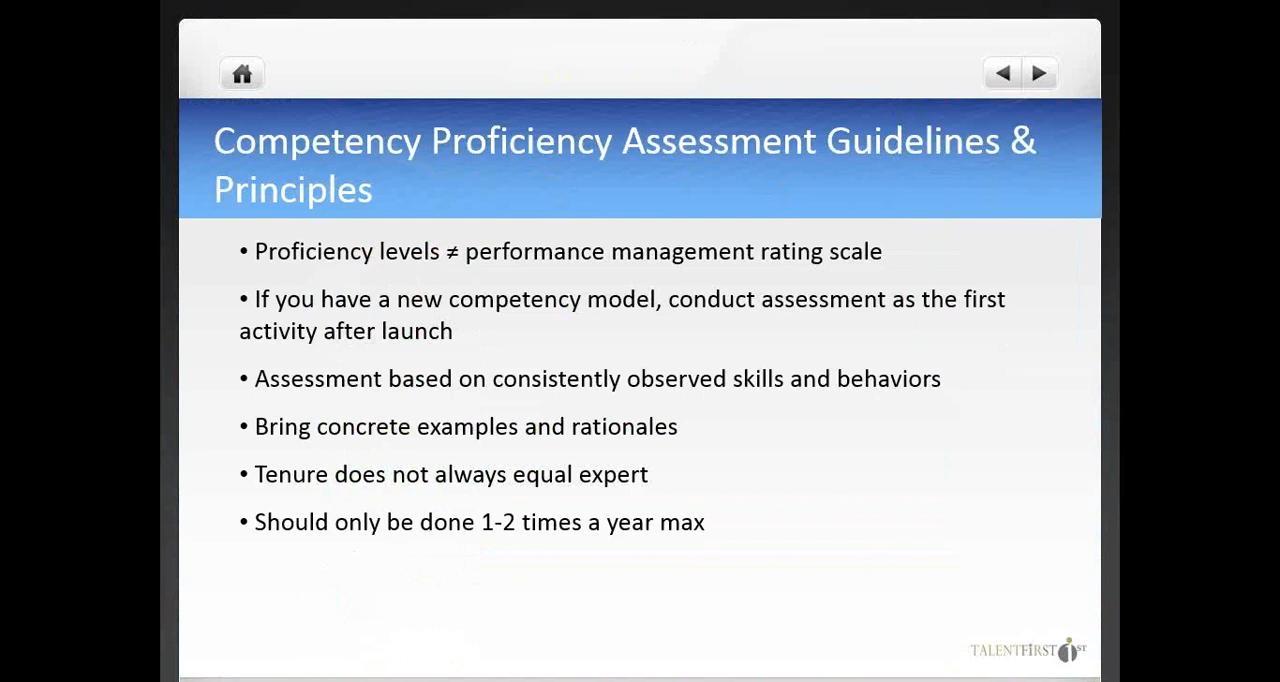 Competency Proficiency Assessment Guidelines &
Principles
• Proficiency levels ≠ performance management rating scale
• If you have a new competency model, conduct assessment as the first
activity after launch
• Assessment based on consistently observed skills and behaviors
• Bring concrete examples and rationales
• Tenure does not always equal expert
• Should only be done 1-2 times a year max
TALENTFIRST 1ST